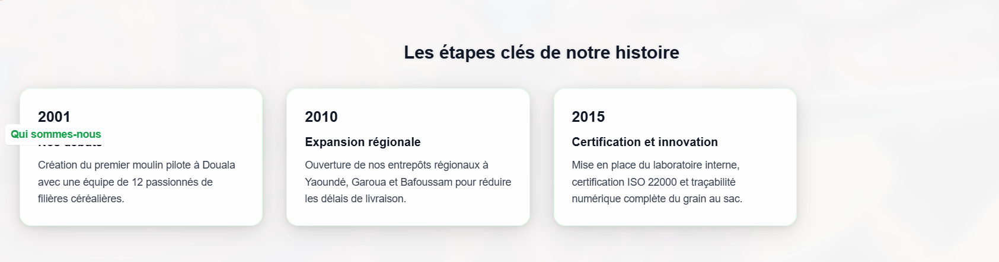 Les étapes clés de notre histoire
2001
Qui sommes-nous
Création du premier moulin pilote à Douala
avec une équipe de 12 passionnés de
filières céréalières.
2010
Expansion régionale
Ouverture de nos entrepôts régionaux à
Yaoundé, Garoua et Bafoussam pour réduire
les délais de livraison.
2015
Certification et innovation
Mise en place du laboratoire interne,
certification ISO 22000 et traçabilité
numérique complète du grain au sac.